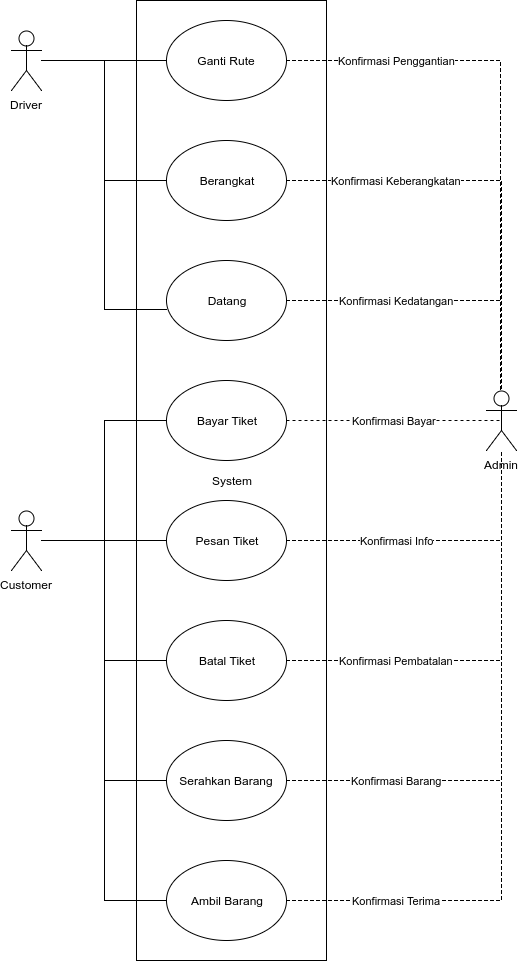 Ganti Rute
Konfirmasi Penggantian
Driver
Berangkat
Konfirmasi Keberangkatan
Datang
Konfirmasi Kedatangan
Bayar Tiket
Konfirmasi Bayar
Admin
System
Pesan Tiket
Konfirmasi Info
Customer
Batal Tiket
Konfirmasi Pembatalan
Serahkan Barang
Konfirmasi Barang
Ambil Barang
Konfirmasi Terima